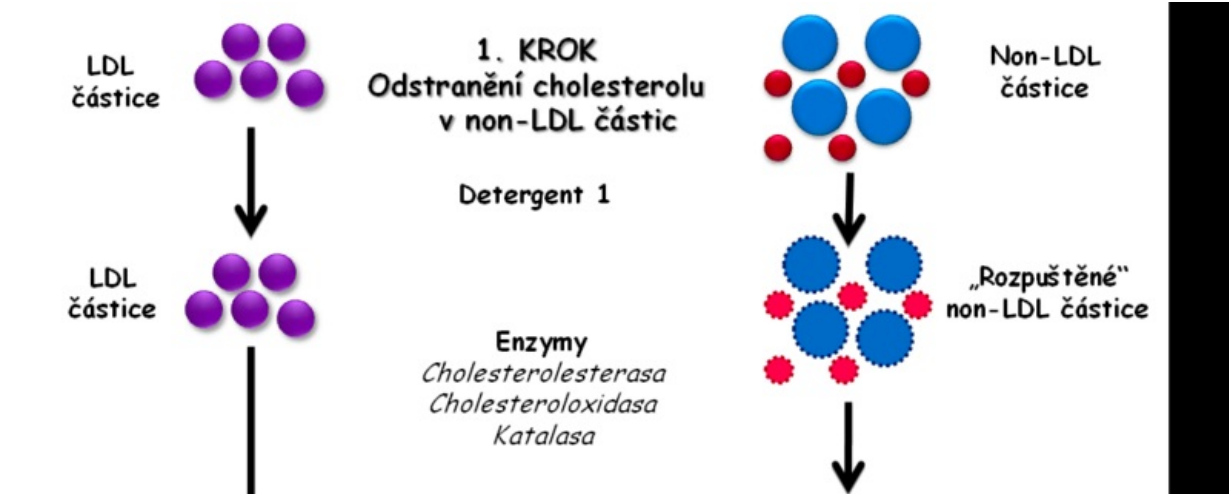 LDL
částice
1. KROK
Odstranění cholesterolu
v non-LDL částic
Non-LDL
částice
Detergent 1
LDL
částice
„Rozpuštěné“
non-LDL částice
Enzymy
Cholesterolesterasa
Cholesteroloxidasa
Katalasa